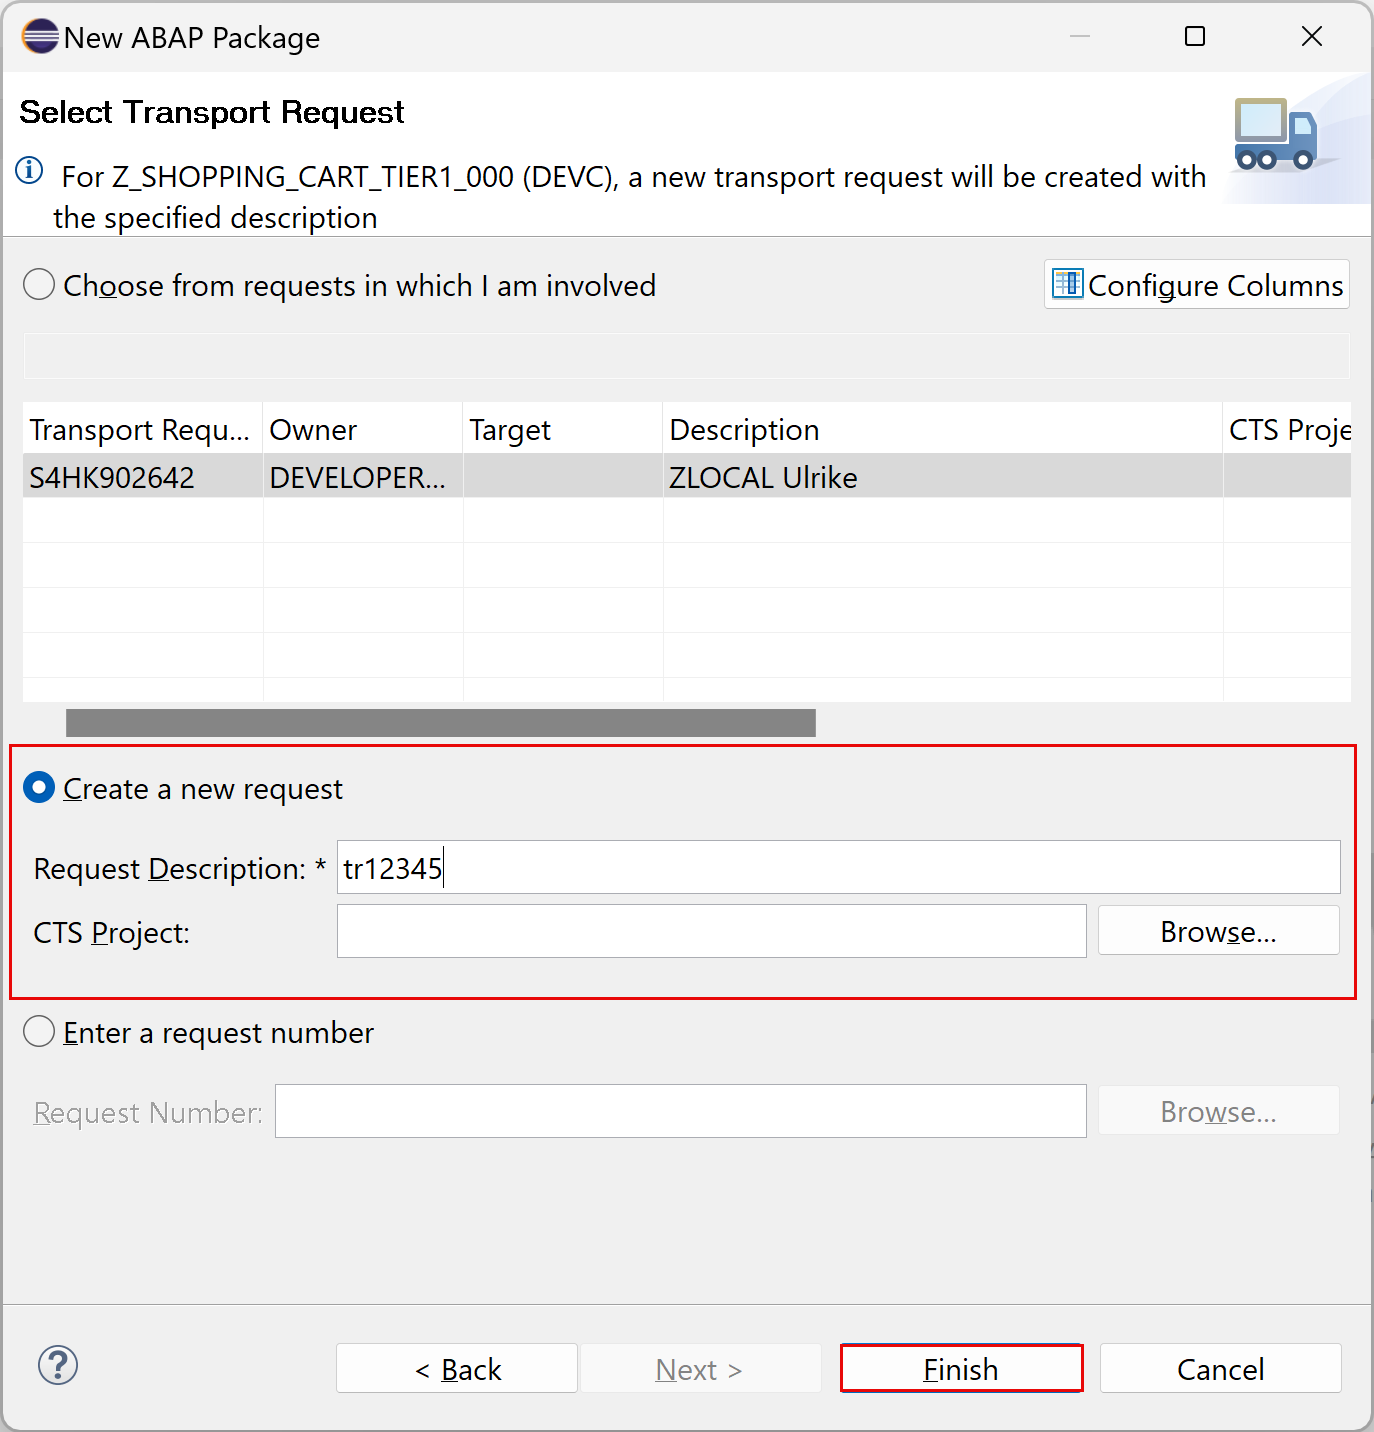 New ABAP Package
Select Transport Request
For Z_SHOPPING_CART_TIER1_000 (DEVC), a new transport request will be created with
the specified description
Choose from requests in which I am involved
Configure Columns
Transport Requ... Owner Target Description CTS Proje
S4HK902642 DEVELOPER... ZLOCAL Ulrike
Create a new request
Request Description: * tr12345
CTS Project:
Browse...
Enter a request number
Request Number:
Browse...
? < Back Next > Finish Cancel